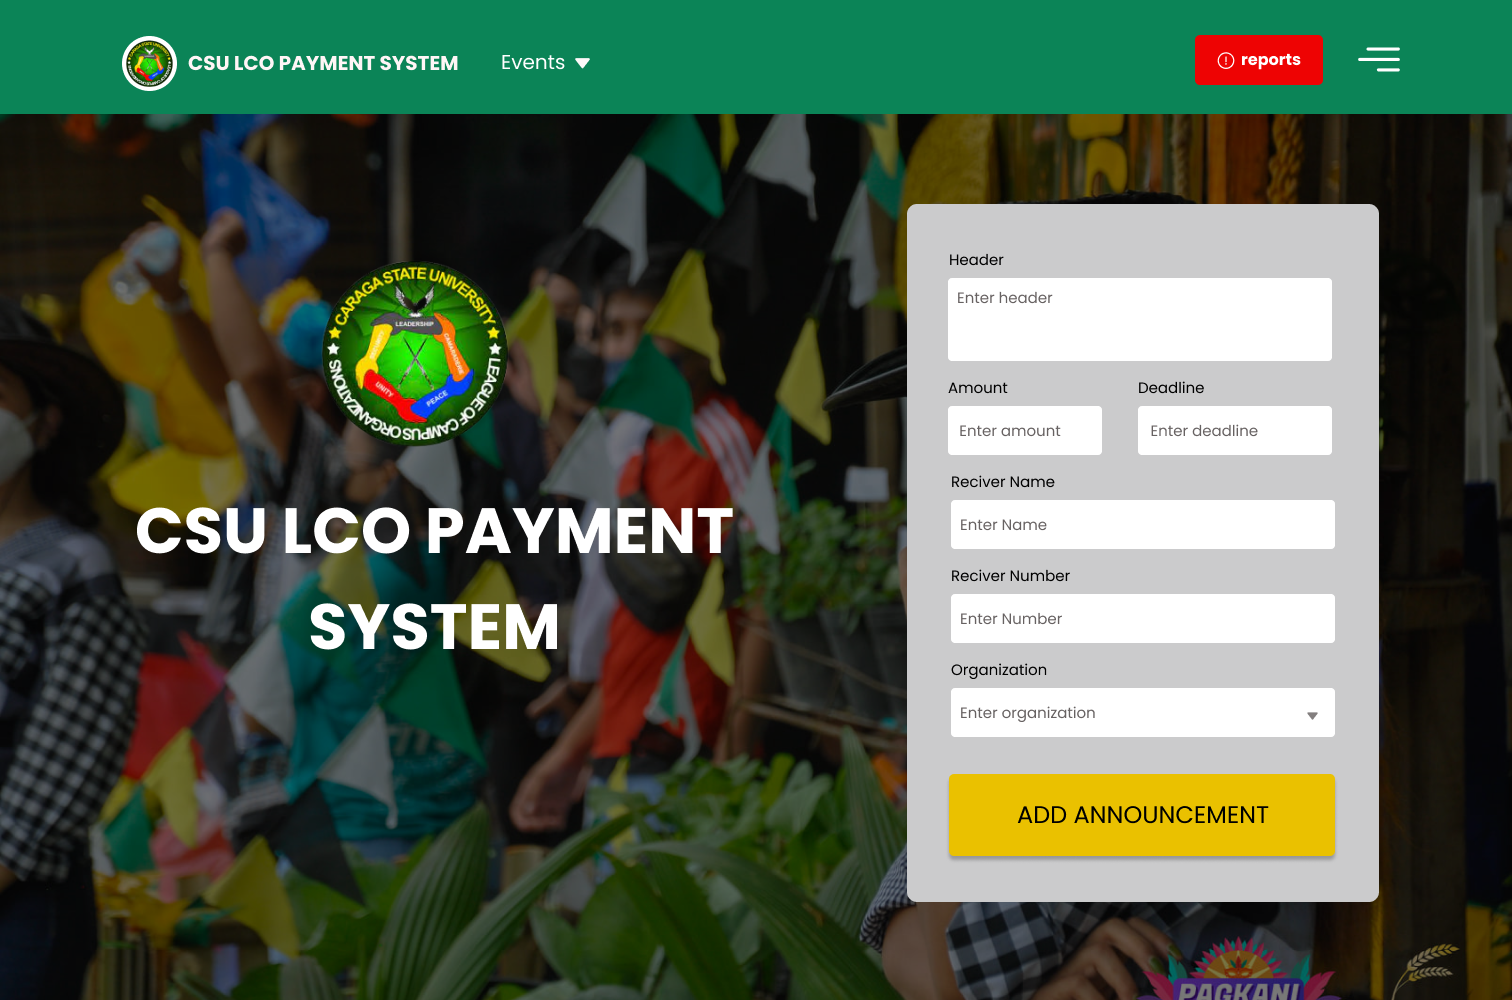 CSU LCO PAYMENT SYSTEM
Events
reports
CARAGA STATE UNIVERSITY
LEADERSHIP
CAMARADERIE
UNITY
PEACE
LEAGUE OF CAMPUS ORGANIZATIONS
CSU LCO PAYMENT
SYSTEM
Header
Enter header
Amount
Deadline
Enter amount
Enter deadline
Reciver Name
Enter Name
Reciver Number
Enter Number
Organization
Enter organization
ADD ANNOUNCEMENT
PAGKANI